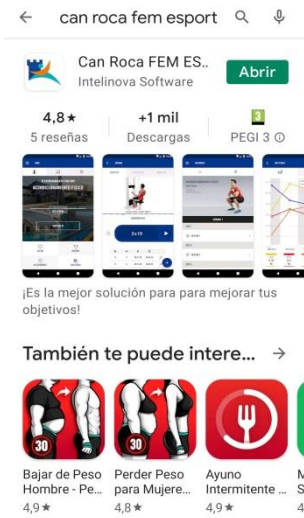 can roca fem esport
Can Roca FEM ES..
Intelinova Software
Abrir
4,8★
5 reseñas
+1 mil
Descargas
3
PEGI 3
¡Es la mejor solución para para mejorar tus
objetivos!
También te puede intere... →
30
30
Bajar de Peso
Hombre - Pe...
4,9★
Perder Peso
para Mujere...
4,8★
Ayuno
Intermitente ...
4,9★